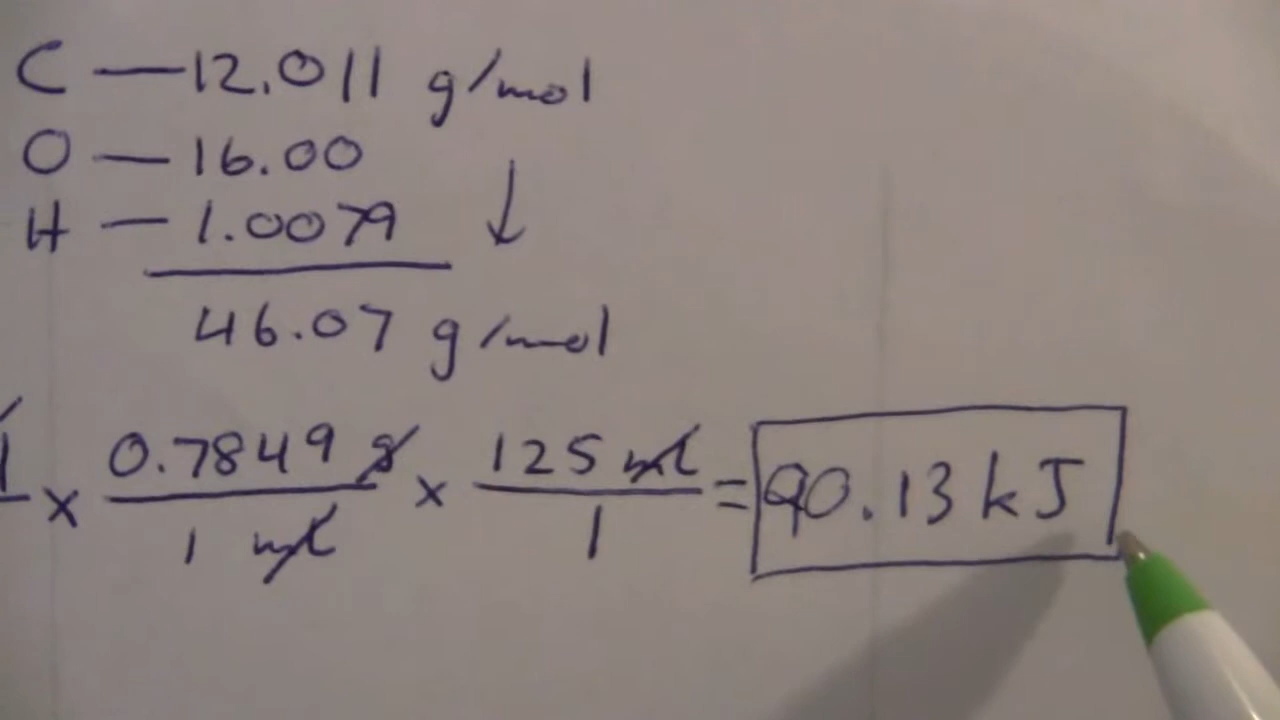 C — 12.011 g/mol
O — 16.00
H — 1.0079
46.07 g/mol
x 0.7849 g / 1 ml x 125 ml / 1 = 90.13 kJ